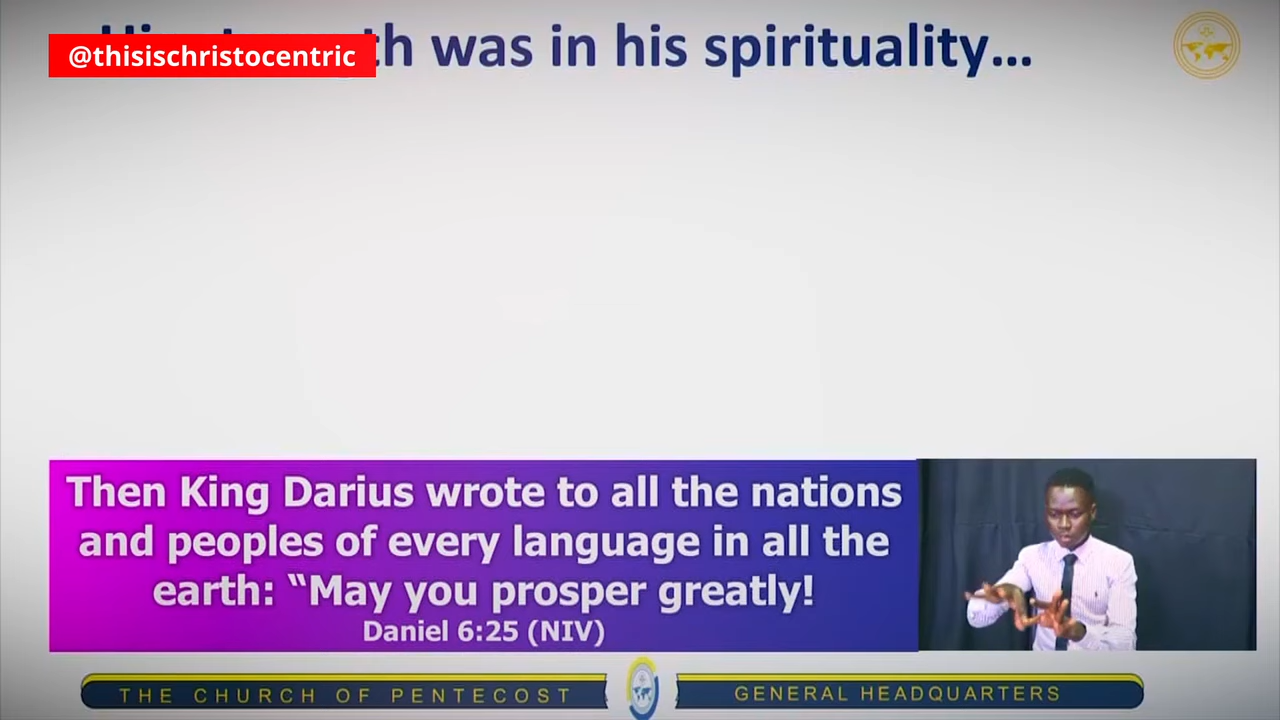 @thisischristocentric
th was in his spirituality...
Then King Darius wrote to all the nations
and peoples of every language in all the
earth: “May you prosper greatly!
Daniel 6:25 (NIV)
THE CHURCH OF PENTECOST
GENERAL HEADQUARTERS